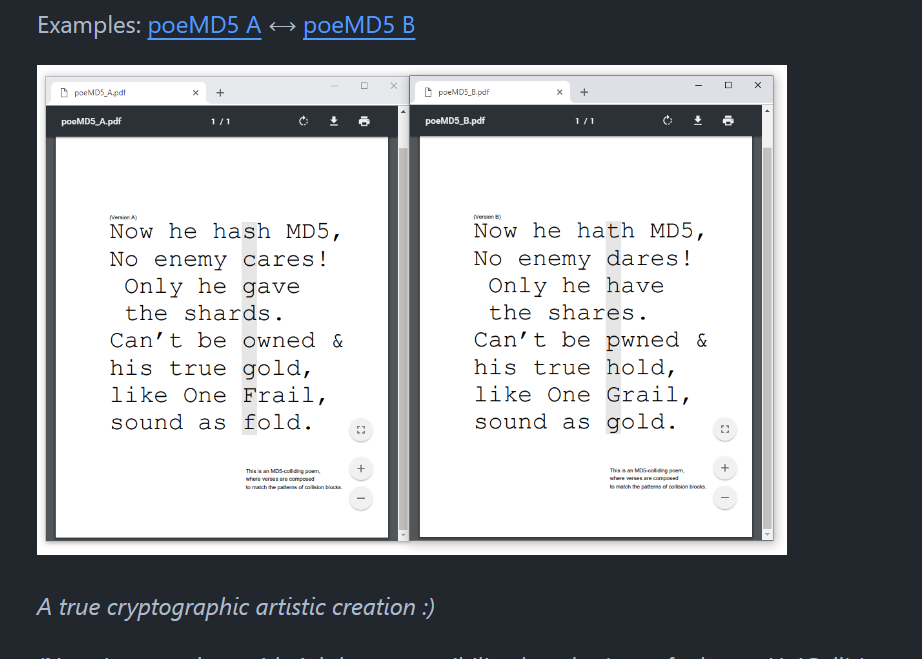 Examples: poeMD5 A ↔ poeMD5 B
poeMD5_A.pdf
poeMD5_A.pdf
1 / 1
(Version A)
Now he hash MD5,
No enemy cares!
Only he gave
the shards.
Can’t be owned &
his true gold,
like One Frail,
sound as fold.
This is an MD5-colliding poem,
where verses are composed
to match the patterns of collision blocks.
poeMD5_B.pdf
poeMD5_B.pdf
1 / 1
(Version B)
Now he hath MD5,
No enemy dares!
Only he have
the shares.
Can’t be pwned &
his true hold,
like One Grail,
sound as gold.
This is an MD5-colliding poem,
where verses are composed
to match the patterns of collision blocks.
A true cryptographic artistic creation :)